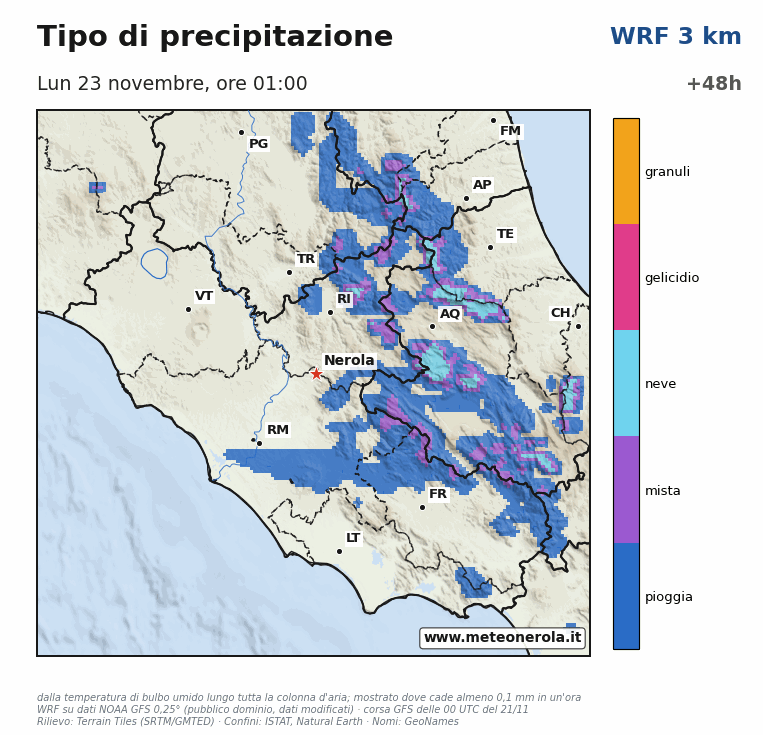 Tipo di precipitazione
WRF 3 km
Lun 23 novembre, ore 01:00
+48h
FM
PG
AP
TE
TR
VT
RI
AQ
CH
Nerola
RM
FR
LT
www.meteonerola.it
granuli
gelicidio
neve
mista
pioggia
dalla temperatura di bulbo umido lungo tutta la colonna d'aria; mostrato dove cade almeno 0,1 mm in un'ora
WRF su dati NOAA GFS 0,25° (pubblico dominio, dati modificati) · corsa GFS delle 00 UTC del 21/11
Rilievo: Terrain Tiles (SRTM/GMTED) · Confini: ISTAT, Natural Earth · Nomi: GeoNames